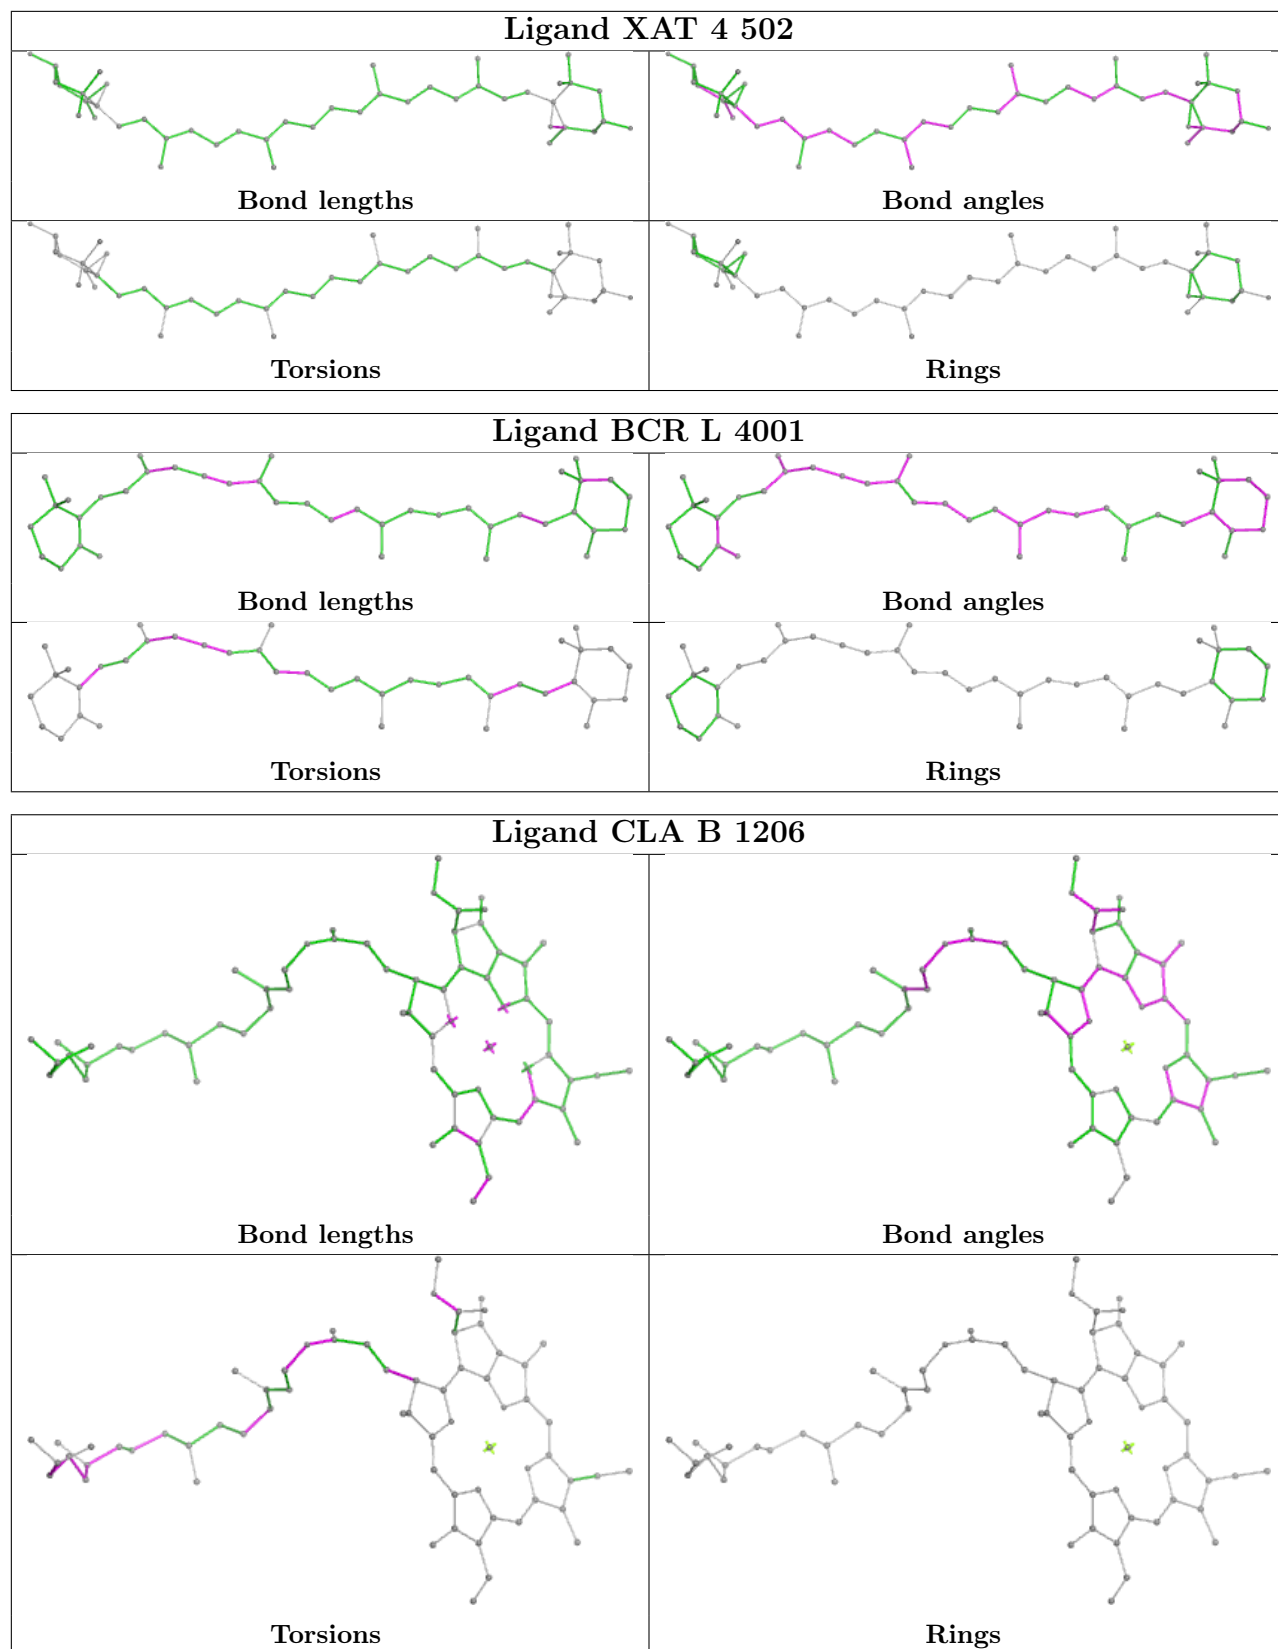 Ligand XAT 4 502
Bond lengths
Bond angles
Torsions
Rings
Ligand BCR L 4001
Bond lengths
Bond angles
Torsions
Rings
Ligand CLA B 1206
Bond lengths
Bond angles
Torsions
Rings